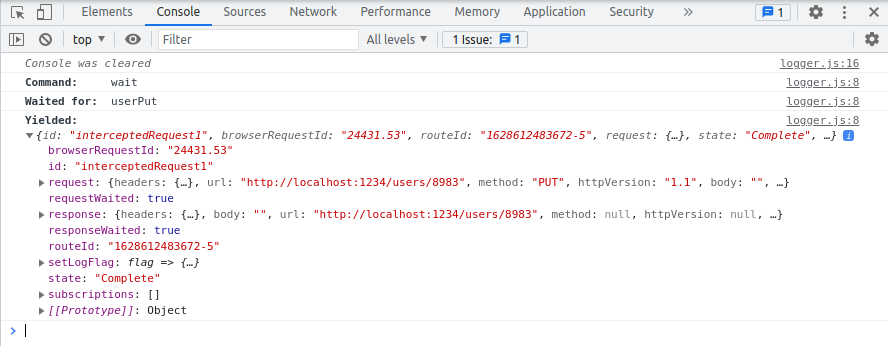 Elements Console Sources Network Performance Memory Application Security » 1
top Filter All levels 1 Issue: 1
Console was cleared logger.js:16
Command: wait logger.js:8
Waited for: userPut logger.js:8
Yielded: logger.js:8
{id: "interceptedRequest1", browserRequestId: "24431.53", routeId: "1628612483672-5", request: {…}, state: "Complete", …} i
browserRequestId: "24431.53"
id: "interceptedRequest1"
request: {headers: {…}, url: "http://localhost:1234/users/8983", method: "PUT", httpVersion: "1.1", body: "", …}
requestWaited: true
response: {headers: {…}, body: "", url: "http://localhost:1234/users/8983", method: null, httpVersion: null, …}
responseWaited: true
routeId: "1628612483672-5"
setLogFlag: flag => {…}
state: "Complete"
subscriptions: []
[[Prototype]]: Object